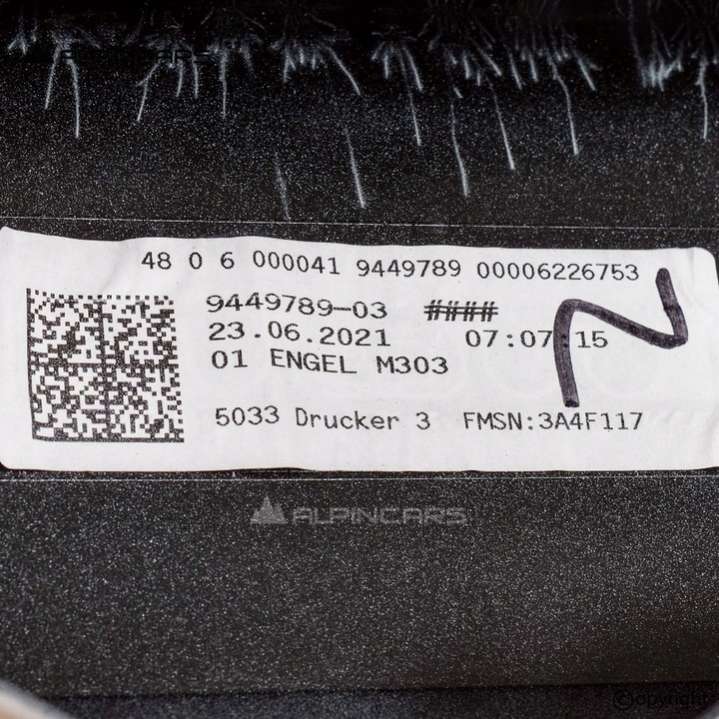 48 0 6 000041 9449789 00006226753
9449789-03 ####
23.06.2021 07:07:15
01 ENGEL M303
5033 Drucker 3 FMSN:3A4F117
ALPINCARS
©opyright